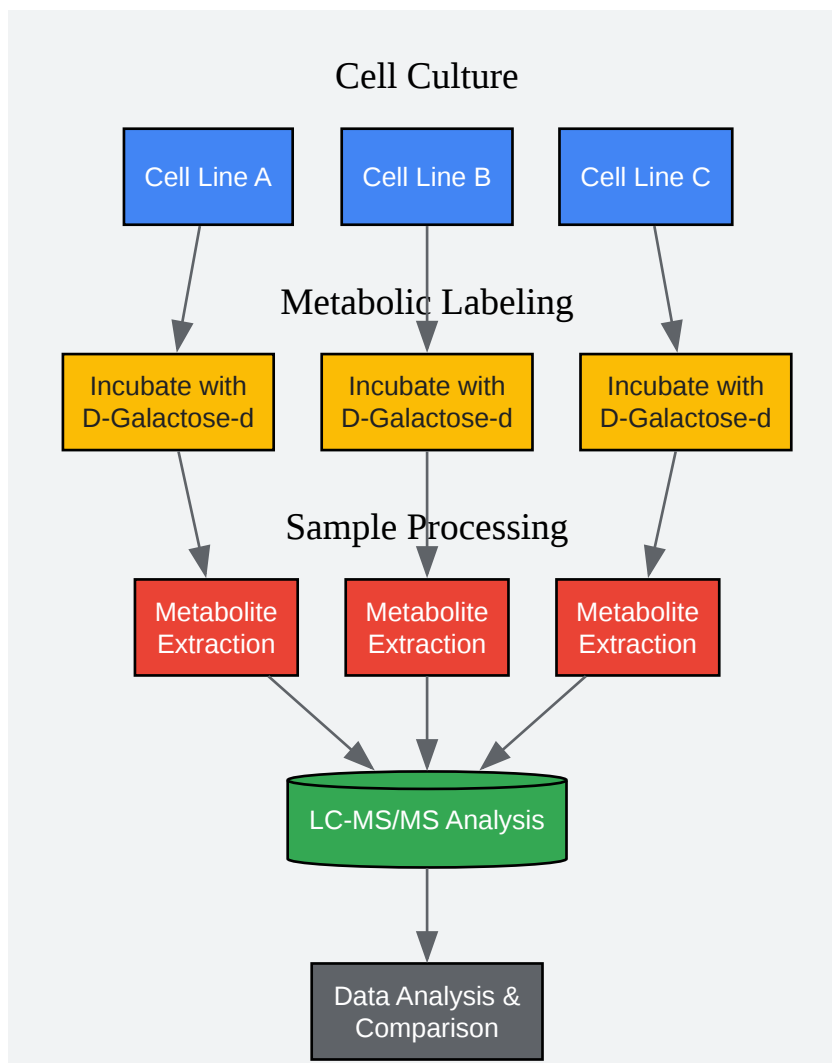 Cell Culture
Cell Line A
Cell Line B
Cell Line C
Metabolic Labeling
Incubate with
D-Galactose-d
Incubate with
D-Galactose-d
Incubate with
D-Galactose-d
Sample Processing
Metabolite
Extraction
Metabolite
Extraction
Metabolite
Extraction
LC-MS/MS Analysis
Data Analysis &
Comparison